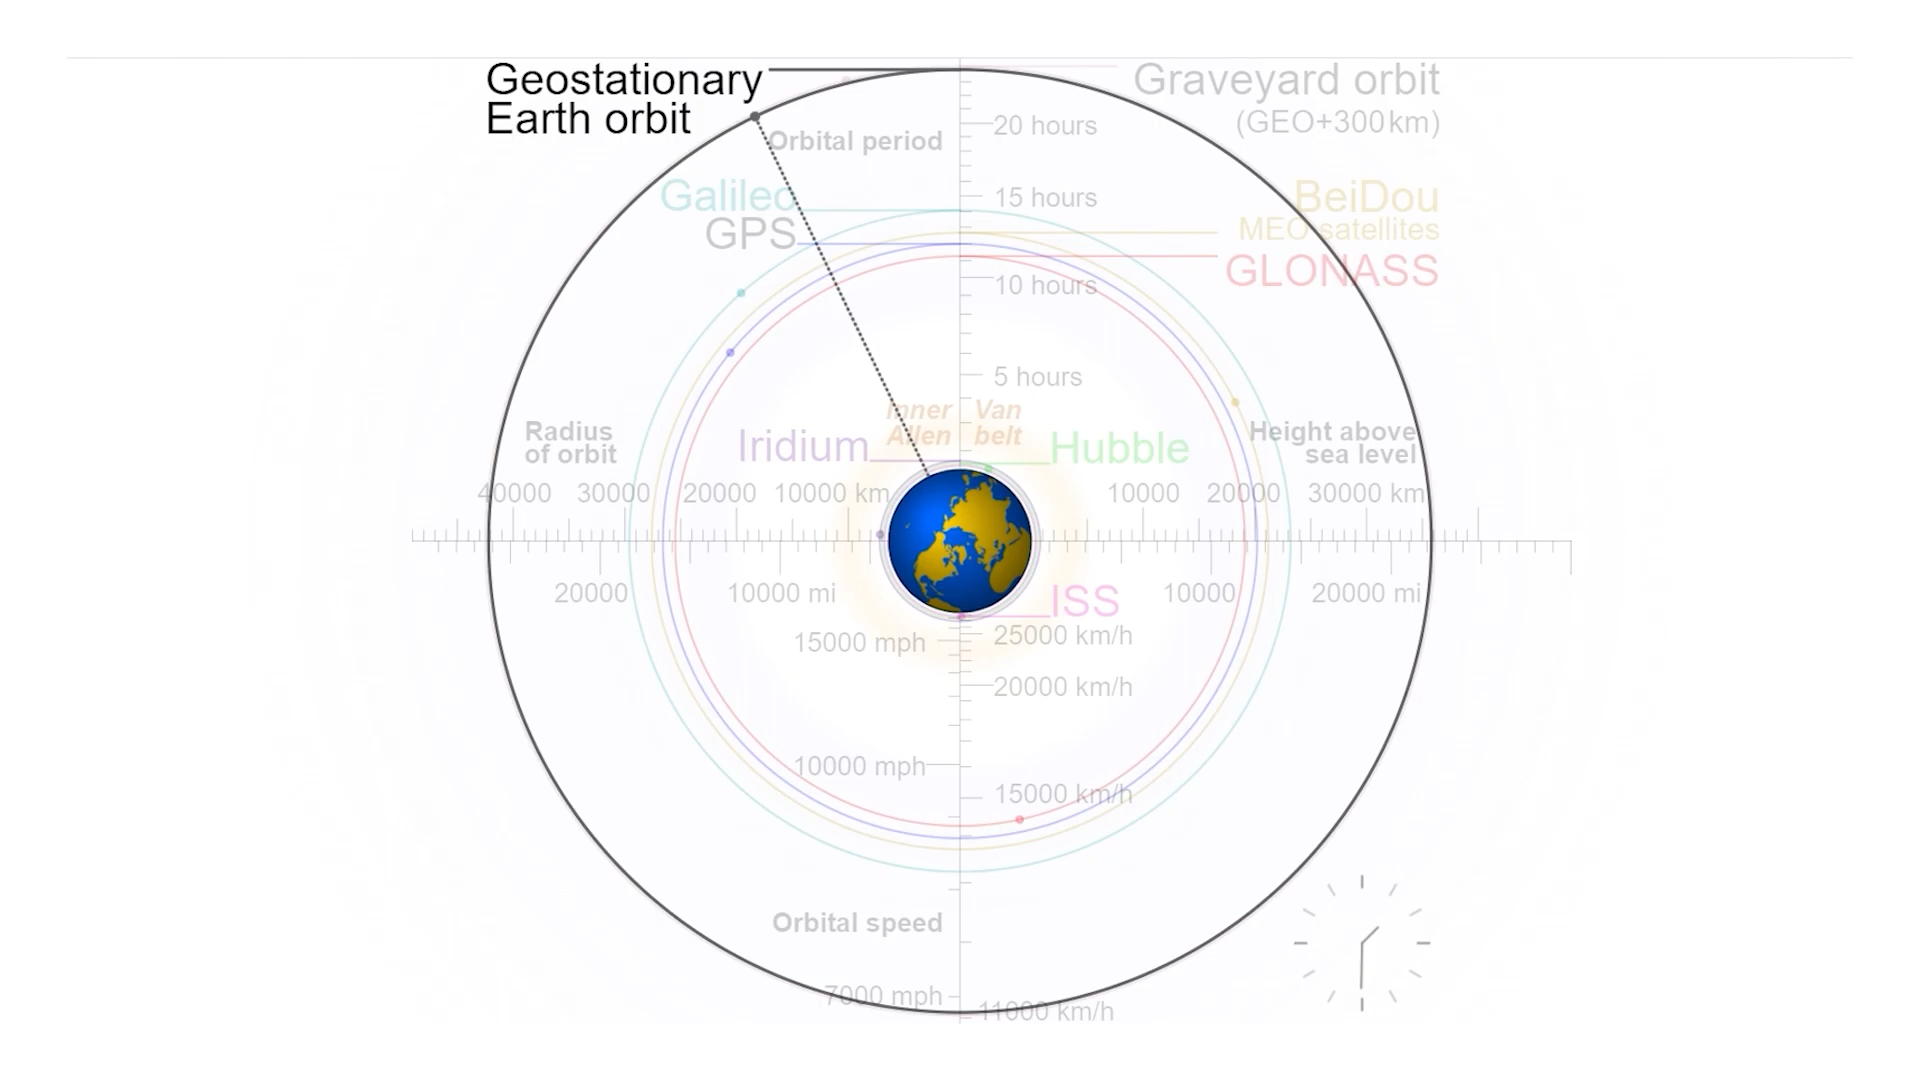 Geostationary
Earth orbit
Graveyard orbit
(GEO+300km)
Orbital period
20 hours
Galileo
GPS
15 hours
BeiDou
MEO satellites
GLONASS
10 hours
5 hours
Inner Van
Allen belt
Iridium
Hubble
Radius
of orbit
Height above
sea level
40000 30000 20000 10000 km
10000 20000 30000 km
20000 10000 mi
10000 20000 mi
ISS
15000 mph
25000 km/h
20000 km/h
10000 mph
15000 km/h
Orbital speed
7000 mph
11000 km/h